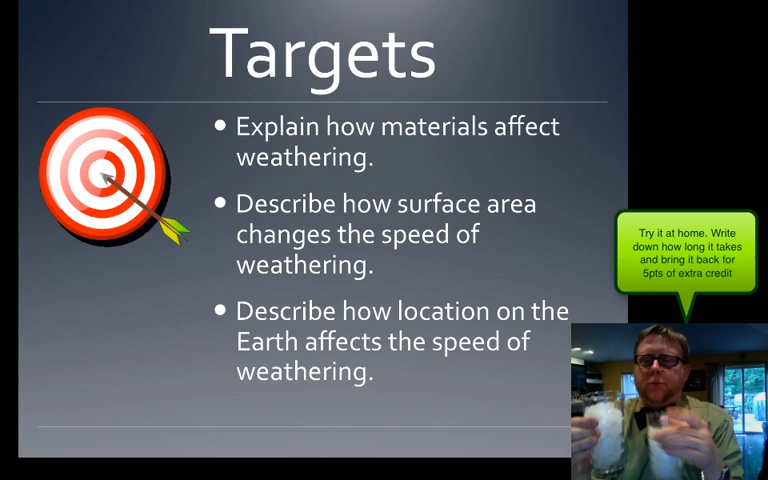 Targets
Explain how materials affect
weathering.
Describe how surface area
changes the speed of
weathering.
Describe how location on the
Earth affects the speed of
weathering.
Try it at home. Write
down how long it takes
and bring it back for
5pts of extra credit